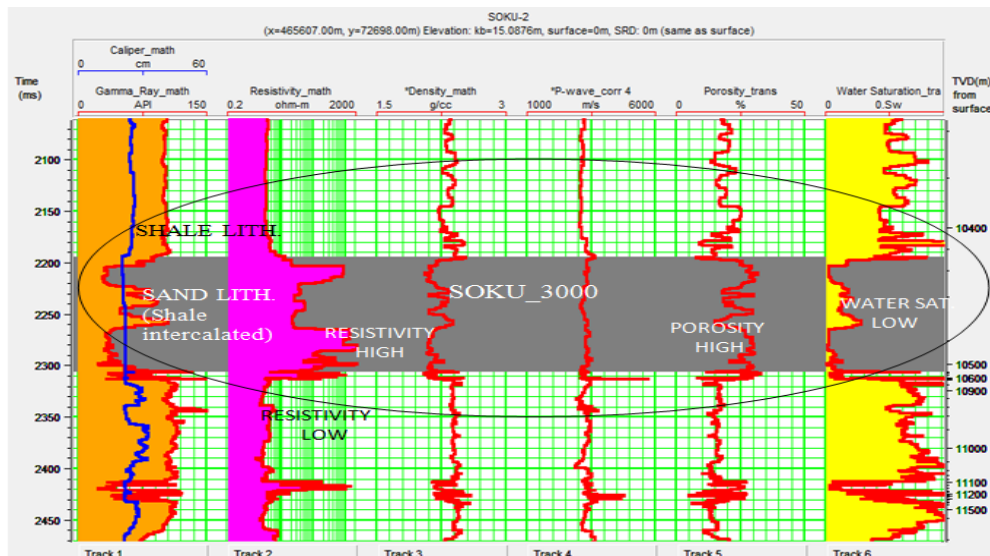 SOKU-2
(x=465607.00m, y=72698.00m) Elevation: kb=15.0876m, surface=0m, SRD: 0m (same as surface)
Caliper_math
0 cm 60
Time
(ms)
Gamma_Ray_math
0 API 150
Resistivity_math
0.2 ohm-m 2000
*Density_math
1.5 g/cc 3
*P-wave_corr 4
1000 m/s 6000
Porosity_trans
0 % 50
Water Saturation_tra
0 0.Sw
TVD(m)
from
surface
2100
2150
2200
2250
2300
2350
2400
2450
SHALE LITH.
SAND LITH.
(Shale
intercalated)
RESISTIVITY
HIGH
RESISTIVITY
LOW
SOKU_3000
POROSITY
HIGH
WATER SAT.
LOW
10400
10500
10600
10900
11000
11100
11200
11500
Track 1
Track 2
Track 3
Track 4
Track 5
Track 6